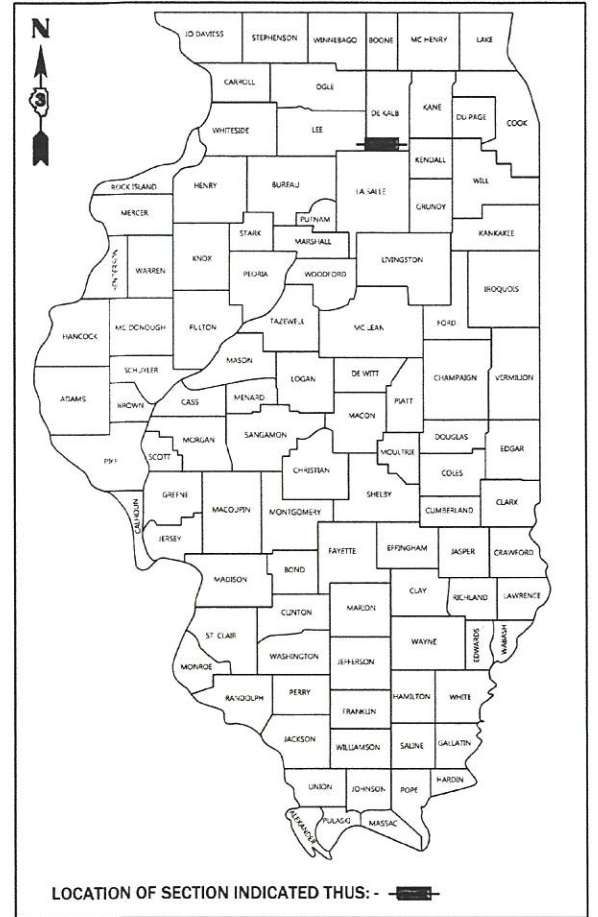 N
3
JO DAVIESS STEPHENSON WINNEBAGO BOONE MC HENRY LAKE
CARROLL OGLE DE KALB KANE DU PAGE COOK
WHITESIDE LEE
KENDALL WILL
ROCK ISLAND HENRY BUREAU LA SALLE GRUNDY
MERCER PUTNAM
STARK MARSHALL KANKAKEE
HENDERSON WARREN KNOX PEORIA WOODFORD LIVINGSTON IROQUOIS
HANCOCK MC DONOUGH FULTON TAZEWELL MC LEAN FORD
MASON
SCHUYLER LOGAN DE WITT CHAMPAIGN VERMILION
ADAMS BROWN CASS MENARD MACON PIATT
MORGAN SANGAMON DOUGLAS EDGAR
PIKE SCOTT CHRISTIAN MOULTRIE COLES
GREENE MACOUPIN MONTGOMERY SHELBY CUMBERLAND CLARK
CALHOUN JERSEY
FAYETTE EFFINGHAM JASPER CRAWFORD
MADISON BOND
CLINTON MARION CLAY RICHLAND LAWRENCE
ST. CLAIR WASHINGTON JEFFERSON WAYNE EDWARDS WABASH
MONROE
RANDOLPH PERRY HAMILTON WHITE
FRANKLIN
JACKSON WILLIAMSON SALINE GALLATIN
UNION JOHNSON POPE HARDIN
ALEXANDER PULASKI MASSAC
LOCATION OF SECTION INDICATED THUS: -